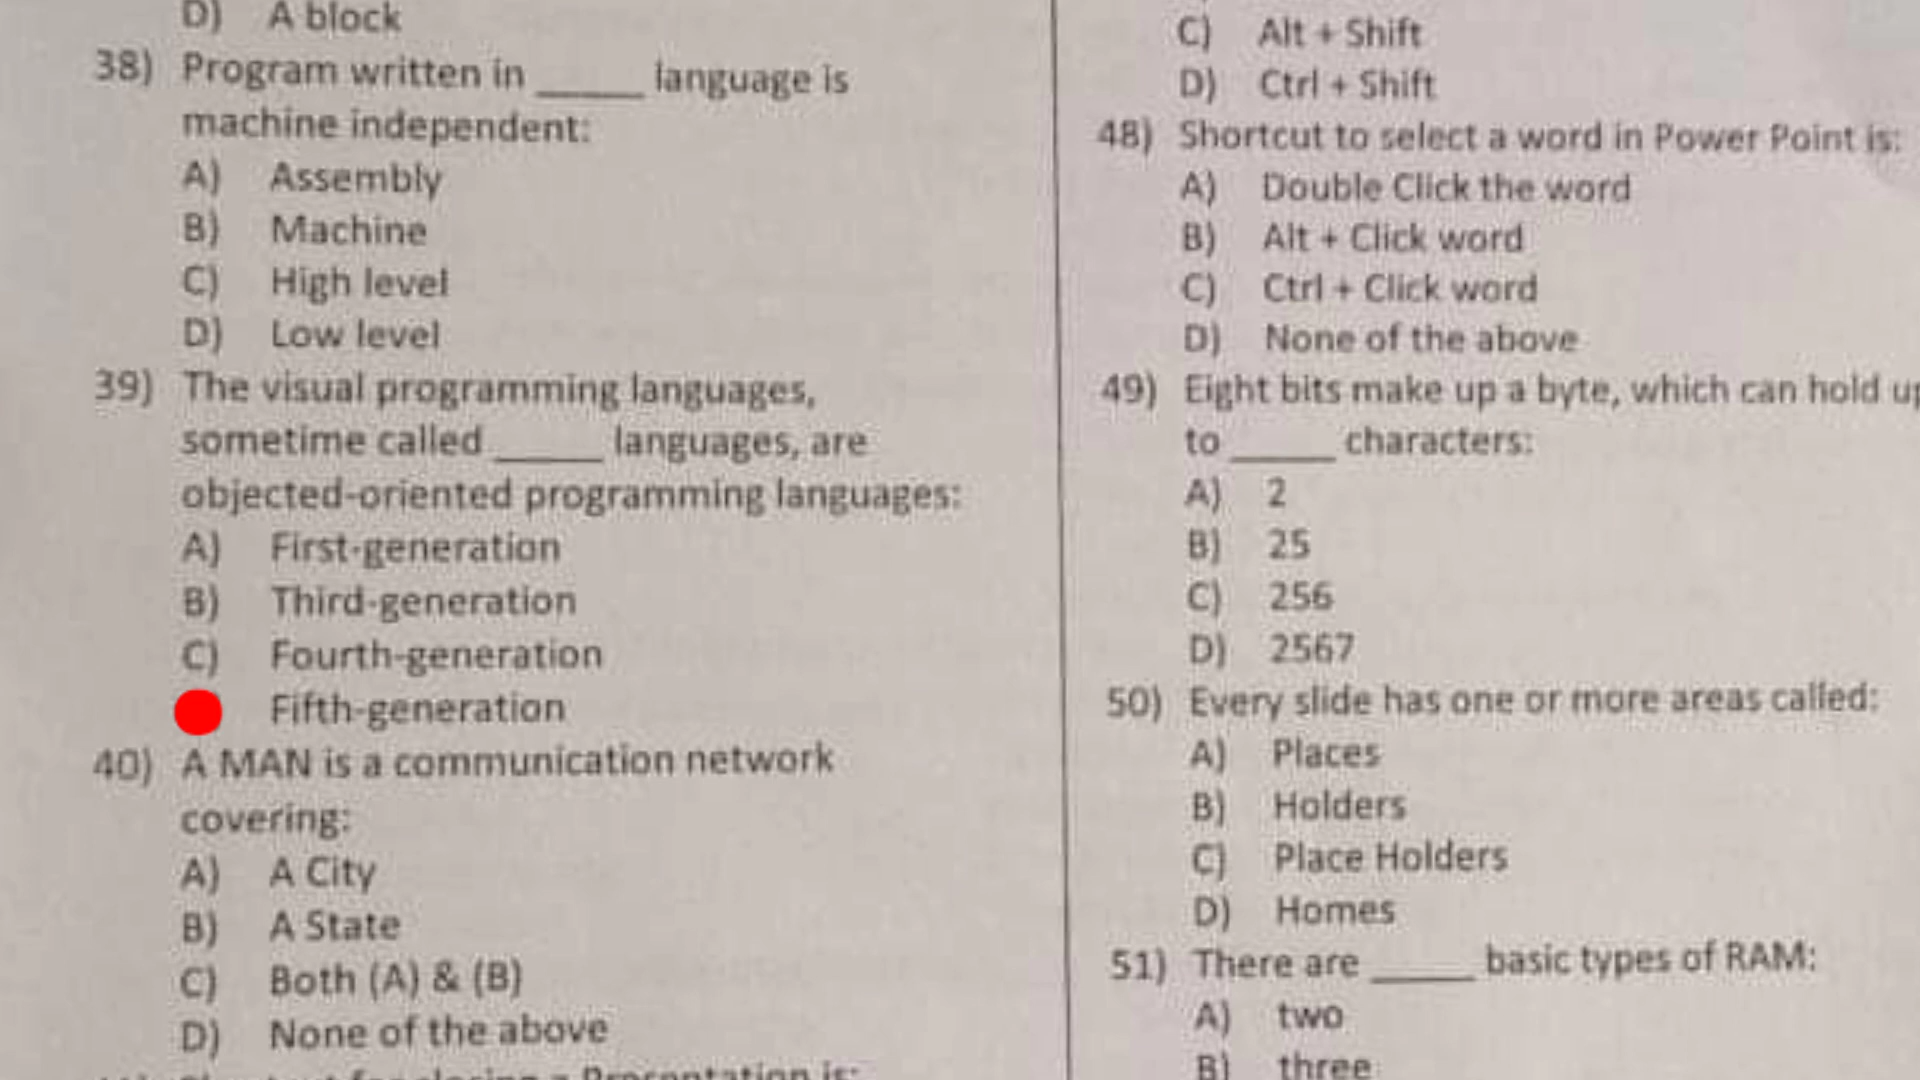 D) A block
38) Program written in _____ language is
machine independent:
A) Assembly
B) Machine
C) High level
D) Low level
39) The visual programming languages,
sometime called _____ languages, are
objected-oriented programming languages:
A) First-generation
B) Third-generation
C) Fourth-generation
Fifth-generation
40) A MAN is a communication network
covering:
A) A City
B) A State
C) Both (A) & (B)
D) None of the above
C) Alt + Shift
D) Ctrl + Shift
48) Shortcut to select a word in Power Point is:
A) Double Click the word
B) Alt + Click word
C) Ctrl + Click word
D) None of the above
49) Eight bits make up a byte, which can hold up
to _____ characters:
A) 2
B) 25
C) 256
D) 2567
50) Every slide has one or more areas called:
A) Places
B) Holders
C) Place Holders
D) Homes
51) There are _____ basic types of RAM:
A) two
B) three